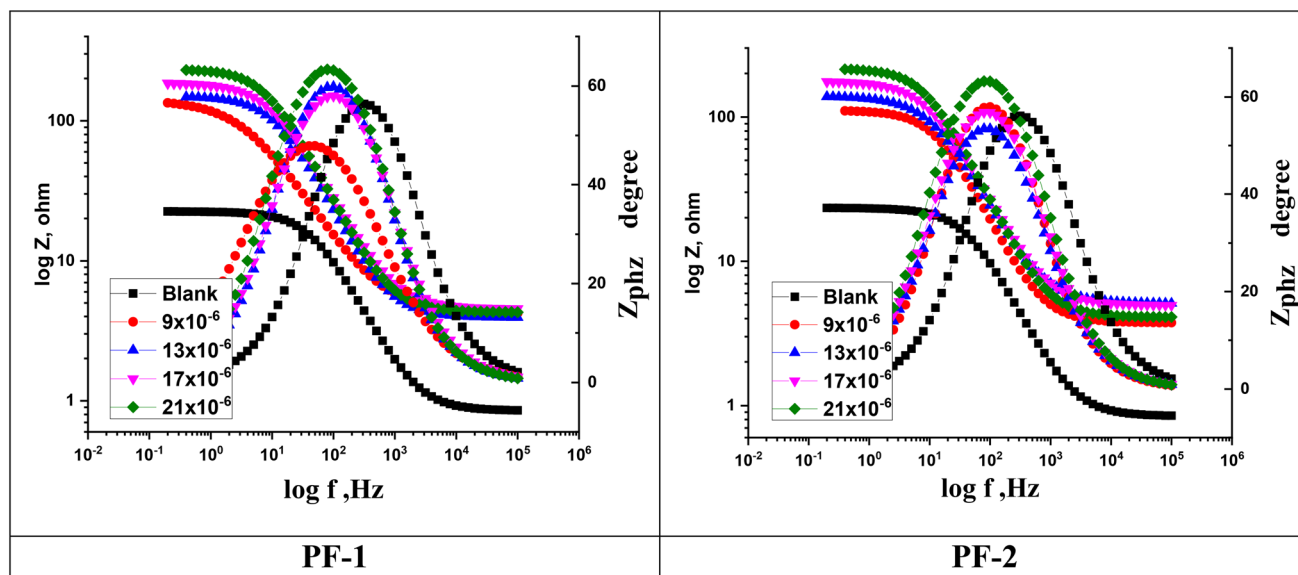 log Z, ohm
100
10
1
60
40
20
0
Zphz degree
Blank
9x10⁻⁶
13x10⁻⁶
17x10⁻⁶
21x10⁻⁶
10⁻² 10⁻¹ 10⁰ 10¹ 10² 10³ 10⁴ 10⁵ 10⁶
log f ,Hz
PF-1
log Z, ohm
100
10
1
60
40
20
0
Zphz degree
Blank
9x10⁻⁶
13x10⁻⁶
17x10⁻⁶
21x10⁻⁶
10⁻² 10⁻¹ 10⁰ 10¹ 10² 10³ 10⁴ 10⁵ 10⁶
log f ,Hz
PF-2